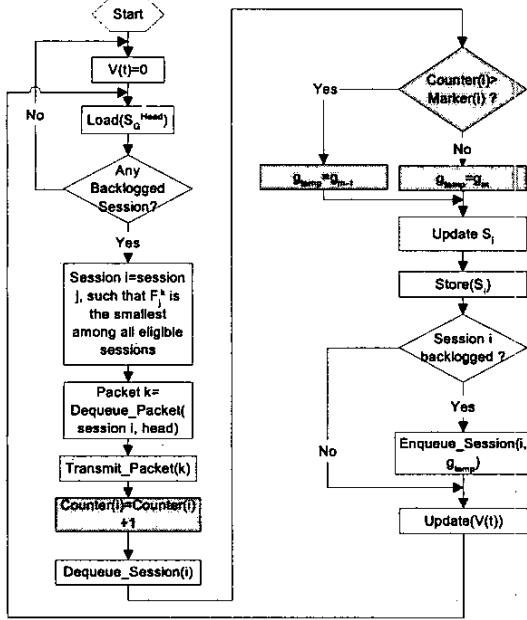 Start
V(t)=0
No
Load(S_G^Head)
Any
Backlogged
Session?
Yes
Session i=session
j, such that F_j^k is
the smallest
among all eligible
sessions
Packet k=
Dequeue_Packet(
session i, head)
Transmit_Packet(k)
Counter(i)=Counter(i)
+1
Dequeue_Session(i)
Counter(i)>
Marker(i) ?
Yes
No
g_temp=g_m-1
g_temp=g_m
Update S_i
Store(S_i)
Session i
backlogged ?
Yes
No
Enqueue_Session(i,
g_temp)
Update(V(t))